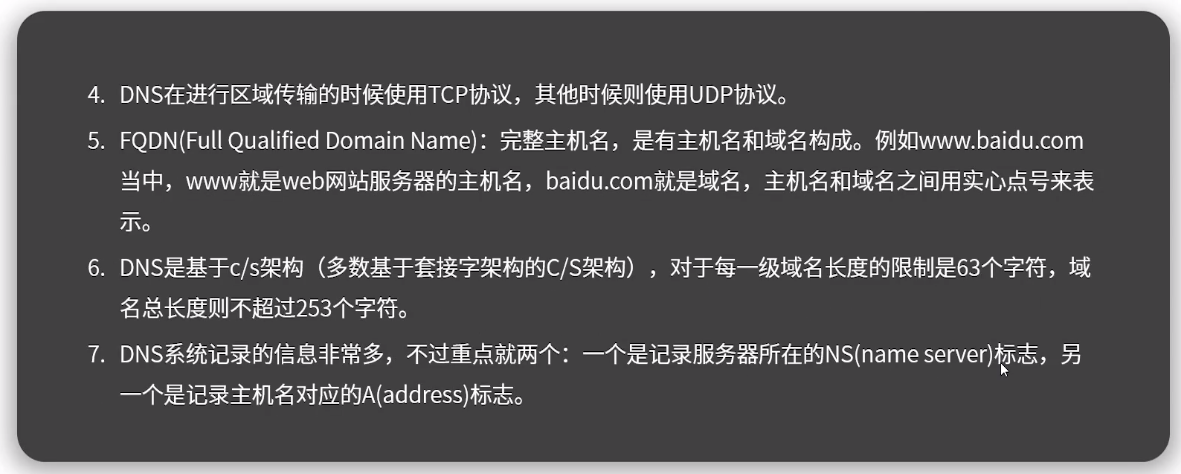 4. DNS在进行区域传输的时候使用TCP协议，其他时候则使用UDP协议。
5. FQDN(Full Qualified Domain Name)：完整主机名，是有主机名和域名构成。例如www.baidu.com
当中，www就是web网站服务器的主机名，baidu.com就是域名，主机名和域名之间用实心点号来表
示。
6. DNS是基于c/s架构（多数基于套接字架构的C/S架构），对于每一级域名长度的限制是63个字符，域
名总长度则不超过253个字符。
7. DNS系统记录的信息非常多，不过重点就两个：一个是记录服务器所在的NS(name server)标志，另
一个是记录主机名对应的A(address)标志。